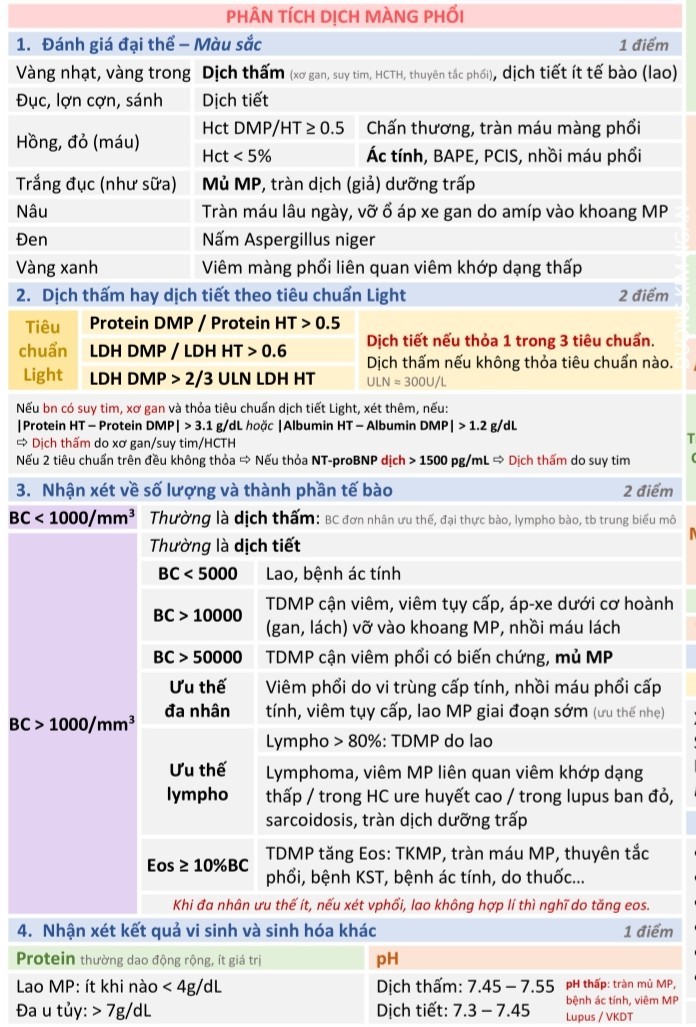 PHÂN TÍCH DỊCH MÀNG PHỔI
1. Đánh giá đại thể – Màu sắc 1 điểm
Vàng nhạt, vàng trong Dịch thấm (xơ gan, suy tim, HCTH, thuyên tắc phổi), dịch tiết ít tế bào (lao)
Đục, lợn cợn, sánh Dịch tiết
Hồng, đỏ (máu)
Hct DMP/HT ≥ 0.5 Chấn thương, tràn máu màng phổi
Hct < 5% Ác tính, BAPE, PCIS, nhồi máu phổi
Trắng đục (như sữa) Mủ MP, tràn dịch (giả) dưỡng trấp
Nâu Tràn máu lâu ngày, vỡ ổ áp xe gan do amíp vào khoang MP
Đen Nấm Aspergillus niger
Vàng xanh Viêm màng phổi liên quan viêm khớp dạng thấp
2. Dịch thấm hay dịch tiết theo tiêu chuẩn Light 2 điểm
Tiêu chuẩn Light
Protein DMP / Protein HT > 0.5
LDH DMP / LDH HT > 0.6
LDH DMP > 2/3 ULN LDH HT
Dịch tiết nếu thỏa 1 trong 3 tiêu chuẩn.
Dịch thấm nếu không thỏa tiêu chuẩn nào.
ULN ≈ 300U/L
Nếu bn có suy tim, xơ gan và thỏa tiêu chuẩn dịch tiết Light, xét thêm, nếu:
|Protein HT – Protein DMP| > 3.1 g/dL hoặc |Albumin HT – Albumin DMP| > 1.2 g/dL
⇨ Dịch thấm do xơ gan/suy tim/HCTH
Nếu 2 tiêu chuẩn trên đều không thỏa ⇨ Nếu thỏa NT-proBNP dịch > 1500 pg/mL ⇨ Dịch thấm do suy tim
3. Nhận xét về số lượng và thành phần tế bào 2 điểm
BC < 1000/mm³ Thường là dịch thấm: BC đơn nhân ưu thế, đại thực bào, lympho bào, tb trung biểu mô
BC > 1000/mm³
Thường là dịch tiết
BC < 5000 Lao, bệnh ác tính
BC > 10000
TDMP cận viêm, viêm tụy cấp, áp-xe dưới cơ hoành
(gan, lách) vỡ vào khoang MP, nhồi máu lách
BC > 50000 TDMP cận viêm phổi có biến chứng, mủ MP
Ưu thế
đa nhân
Viêm phổi do vi trùng cấp tính, nhồi máu phổi cấp
tính, viêm tụy cấp, lao MP giai đoạn sớm (ưu thế nhẹ)
Ưu thế
lympho
Lympho > 80%: TDMP do lao
Lymphoma, viêm MP liên quan viêm khớp dạng
thấp / trong HC ure huyết cao / trong lupus ban đỏ,
sarcoidosis, tràn dịch dưỡng trấp
Eos ≥ 10%BC
TDMP tăng Eos: TKMP, tràn máu MP, thuyên tắc
phổi, bệnh KST, bệnh ác tính, do thuốc...
Khi đa nhân ưu thế ít, nếu xét vphổi, lao không hợp lí thì nghĩ do tăng eos.
4. Nhận xét kết quả vi sinh và sinh hóa khác 1 điểm
Protein thường dao động rộng, ít giá trị
Lao MP: ít khi nào < 4g/dL
Đa u tủy: > 7g/dL
pH
Dịch thấm: 7.45 – 7.55
Dịch tiết: 7.3 – 7.45
pH thấp: tràn mủ MP,
bệnh ác tính, viêm MP
Lupus / VKDT